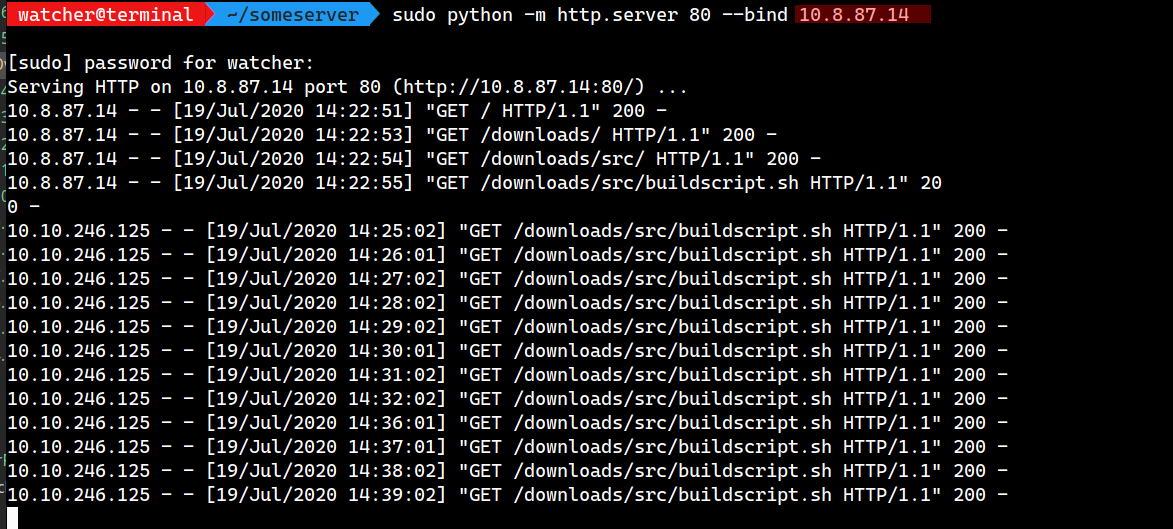 watcher@terminal ~/someserver sudo python -m http.server 80 --bind 10.8.87.14
[sudo] password for watcher:
Serving HTTP on 10.8.87.14 port 80 (http://10.8.87.14:80/) ...
10.8.87.14 - - [19/Jul/2020 14:22:51] "GET / HTTP/1.1" 200 -
10.8.87.14 - - [19/Jul/2020 14:22:53] "GET /downloads/ HTTP/1.1" 200 -
10.8.87.14 - - [19/Jul/2020 14:22:54] "GET /downloads/src/ HTTP/1.1" 200 -
10.8.87.14 - - [19/Jul/2020 14:22:55] "GET /downloads/src/buildscript.sh HTTP/1.1" 20
0 -
10.10.246.125 - - [19/Jul/2020 14:25:02] "GET /downloads/src/buildscript.sh HTTP/1.1" 200 -
10.10.246.125 - - [19/Jul/2020 14:26:01] "GET /downloads/src/buildscript.sh HTTP/1.1" 200 -
10.10.246.125 - - [19/Jul/2020 14:27:02] "GET /downloads/src/buildscript.sh HTTP/1.1" 200 -
10.10.246.125 - - [19/Jul/2020 14:28:02] "GET /downloads/src/buildscript.sh HTTP/1.1" 200 -
10.10.246.125 - - [19/Jul/2020 14:29:02] "GET /downloads/src/buildscript.sh HTTP/1.1" 200 -
10.10.246.125 - - [19/Jul/2020 14:30:01] "GET /downloads/src/buildscript.sh HTTP/1.1" 200 -
10.10.246.125 - - [19/Jul/2020 14:31:02] "GET /downloads/src/buildscript.sh HTTP/1.1" 200 -
10.10.246.125 - - [19/Jul/2020 14:32:02] "GET /downloads/src/buildscript.sh HTTP/1.1" 200 -
10.10.246.125 - - [19/Jul/2020 14:36:01] "GET /downloads/src/buildscript.sh HTTP/1.1" 200 -
10.10.246.125 - - [19/Jul/2020 14:37:01] "GET /downloads/src/buildscript.sh HTTP/1.1" 200 -
10.10.246.125 - - [19/Jul/2020 14:38:02] "GET /downloads/src/buildscript.sh HTTP/1.1" 200 -
10.10.246.125 - - [19/Jul/2020 14:39:02] "GET /downloads/src/buildscript.sh HTTP/1.1" 200 -